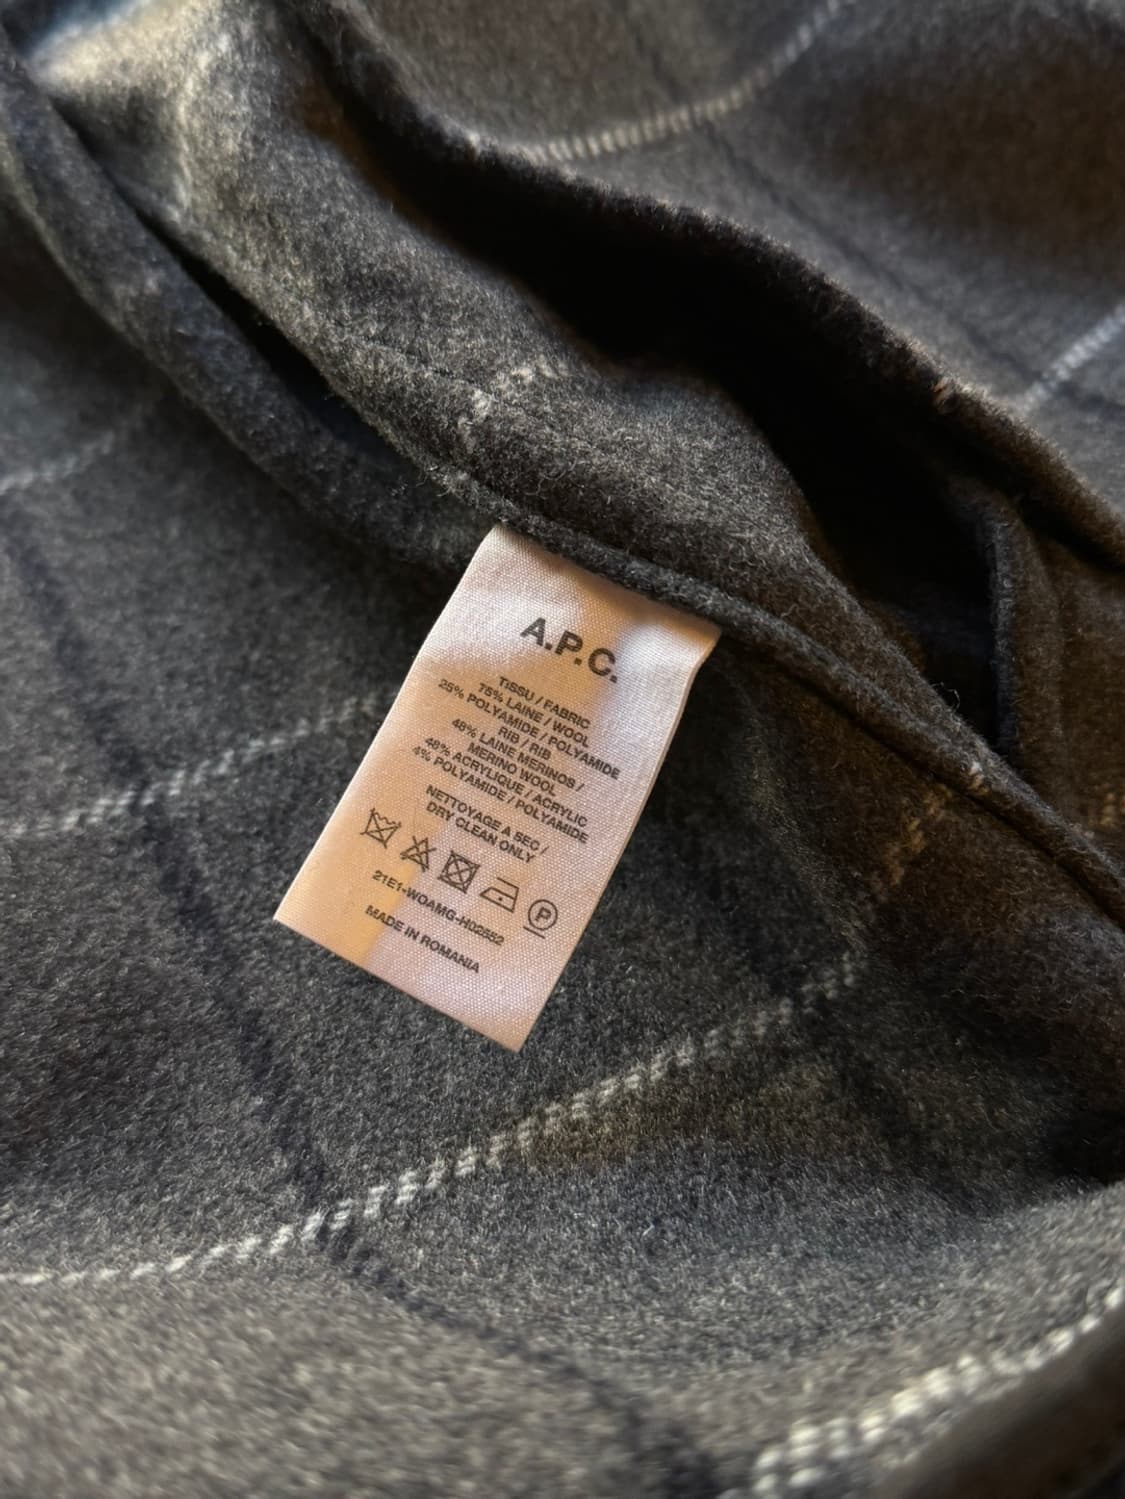 A.P.C.
TISSU / FABRIC
75% LAINE / WOOL
25% POLYAMIDE / POLYAMIDE
RIB / RIB
48% LAINE MERINOS /
MERINO WOOL
48% ACRYLIQUE / ACRYLIC
4% POLYAMIDE / POLYAMIDE
NETTOYAGE A SEC /
DRY CLEAN ONLY
P
21E1-WOAMG-H02552
MADE IN ROMANIA